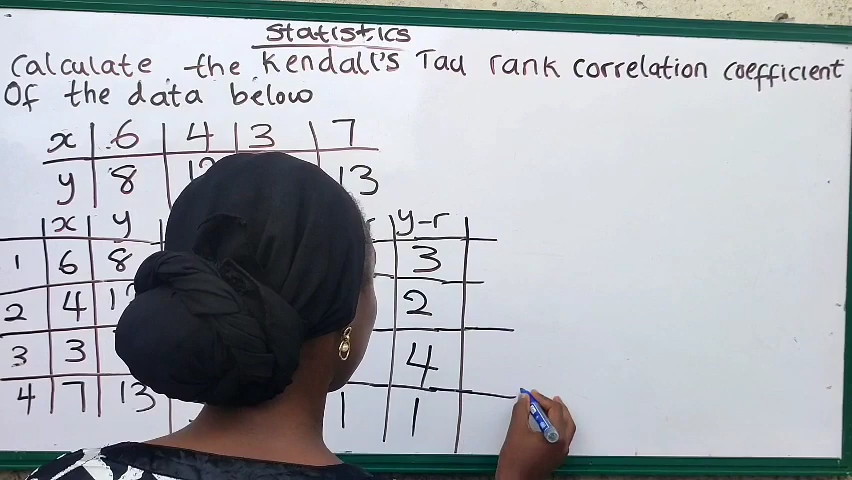 Statistics
Calculate the Kendall's Tau rank correlation coefficient
Of the data below
x 6 4 3 7
y 8 13
x y y-r
1 6 8 3
2 4 2
3 3 4
4 7 13 1 1